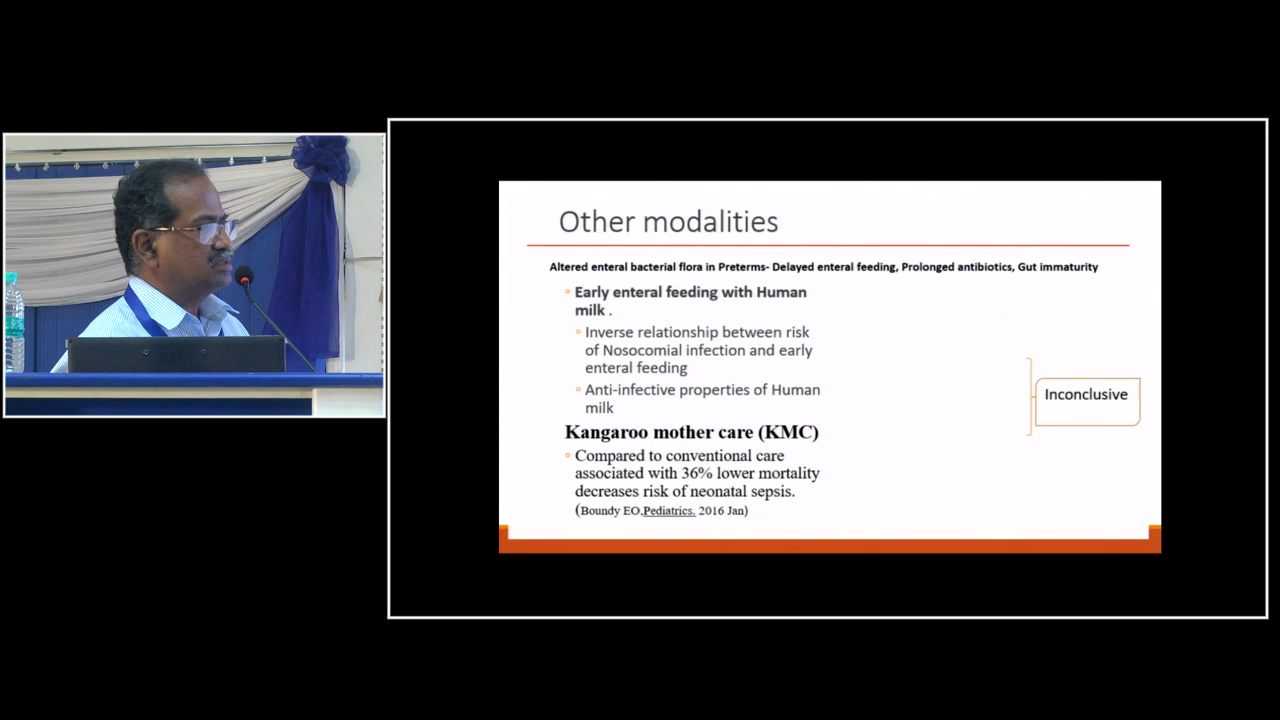 Other modalities
Altered enteral bacterial flora in Preterms- Delayed enteral feeding, Prolonged antibiotics, Gut immaturity
Early enteral feeding with Human
milk .
Inverse relationship between risk
of Nosocomial infection and early
enteral feeding
Anti-infective properties of Human
milk
Kangaroo mother care (KMC)
Compared to conventional care
associated with 36% lower mortality
decreases risk of neonatal sepsis.
(Boundy EO,Pediatrics. 2016 Jan)
Inconclusive